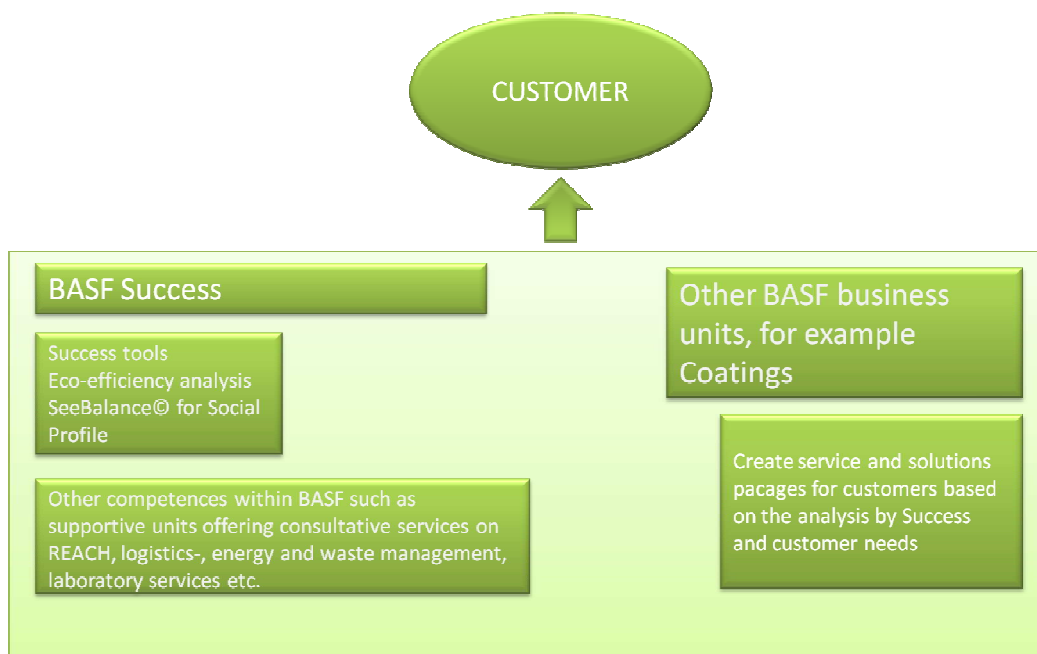 CUSTOMER
BASF Success
Success tools
Eco-efficiency analysis
SeeBalance© for Social
Profile
Other competences within BASF such as
supportive units offering consultative services on
REACH, logistics-, energy and waste management,
laboratory services etc.
Other BASF business
units, for example
Coatings
Create service and solutions
pacages for customers based
on the analysis by Success
and customer needs